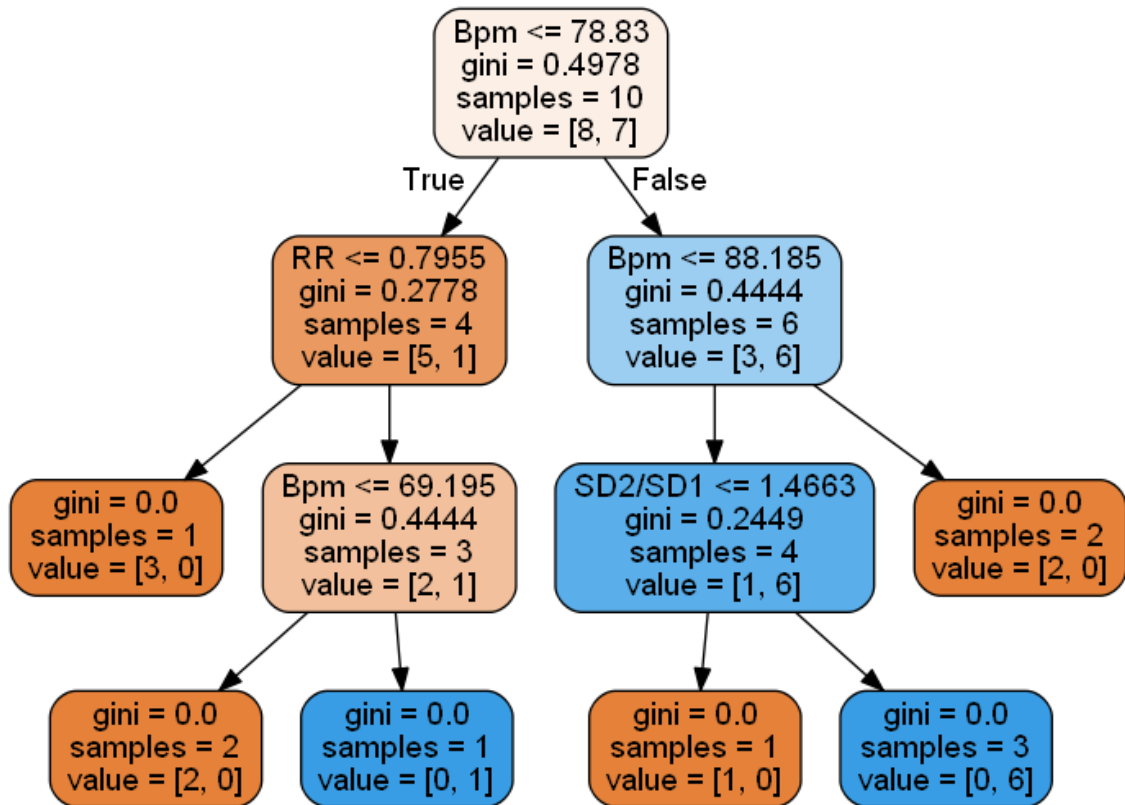 Bpm <= 78.83
gini = 0.4978
samples = 10
value = [8, 7]
True
False
RR <= 0.7955
gini = 0.2778
samples = 4
value = [5, 1]
Bpm <= 88.185
gini = 0.4444
samples = 6
value = [3, 6]
gini = 0.0
samples = 1
value = [3, 0]
Bpm <= 69.195
gini = 0.4444
samples = 3
value = [2, 1]
SD2/SD1 <= 1.4663
gini = 0.2449
samples = 4
value = [1, 6]
gini = 0.0
samples = 2
value = [2, 0]
gini = 0.0
samples = 2
value = [2, 0]
gini = 0.0
samples = 1
value = [0, 1]
gini = 0.0
samples = 1
value = [1, 0]
gini = 0.0
samples = 3
value = [0, 6]